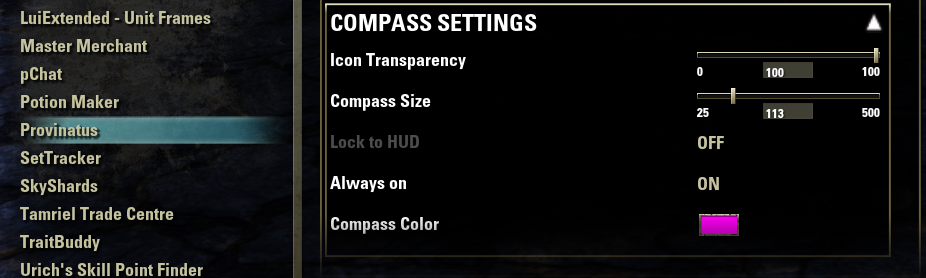 LuiExtended - Unit Frames
Master Merchant
pChat
Potion Maker
Provinatus
SetTracker
SkyShards
Tamriel Trade Centre
TraitBuddy
Urich's Skill Point Finder
COMPASS SETTINGS
Icon Transparency
0 100 100
Compass Size
25 113 500
Lock to HUD OFF
Always on ON
Compass Color